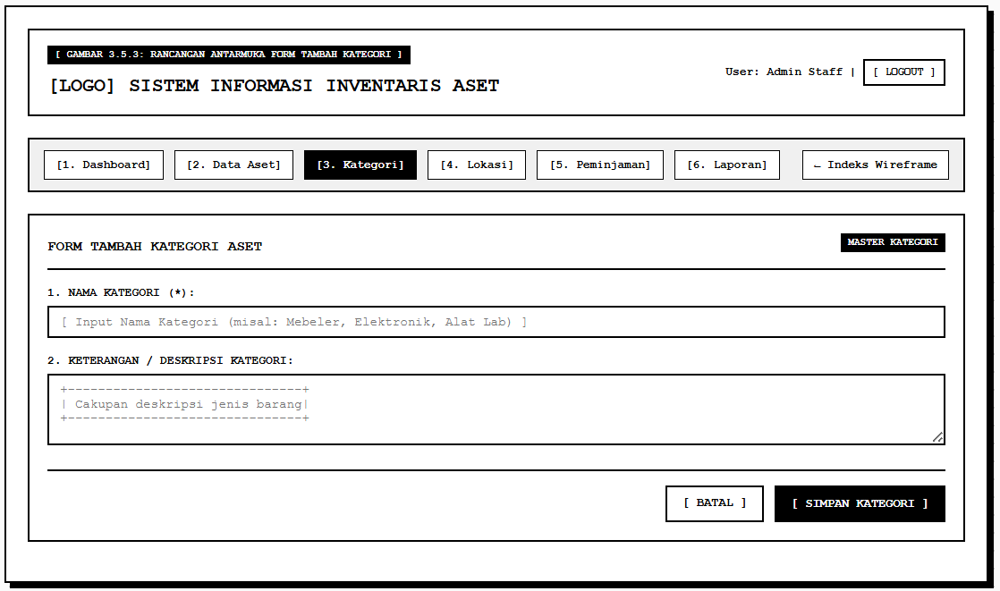 [ GAMBAR 3.5.3: RANCANGAN ANTARMUKA FORM TAMBAH KATEGORI ]
[LOGO] SISTEM INFORMASI INVENTARIS ASET
User: Admin Staff | [ LOGOUT ]
[1. Dashboard] [2. Data Aset] [3. Kategori] [4. Lokasi] [5. Peminjaman] [6. Laporan] ← Indeks Wireframe
FORM TAMBAH KATEGORI ASET
MASTER KATEGORI
1. NAMA KATEGORI (*):
[ Input Nama Kategori (misal: Mebeler, Elektronik, Alat Lab) ]
2. KETERANGAN / DESKRIPSI KATEGORI:
+-------------------------------+
| Cakupan deskripsi jenis barang|
+-------------------------------+
[ BATAL ] [ SIMPAN KATEGORI ]